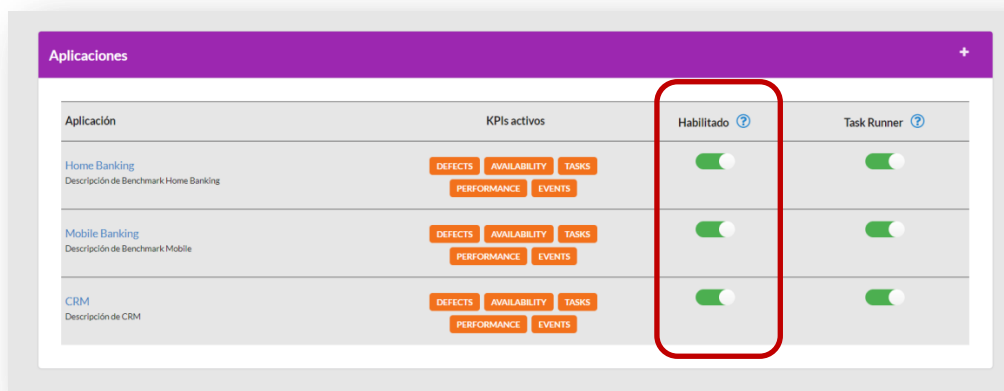 Aplicaciones +
Aplicación KPIs activos Habilitado ? Task Runner ?
Home Banking DEFECTS AVAILABILITY TASKS
Descripción de Benchmark Home Banking PERFORMANCE EVENTS
Mobile Banking DEFECTS AVAILABILITY TASKS
Descripción de Benchmark Mobile PERFORMANCE EVENTS
CRM DEFECTS AVAILABILITY TASKS
Descripción de CRM PERFORMANCE EVENTS